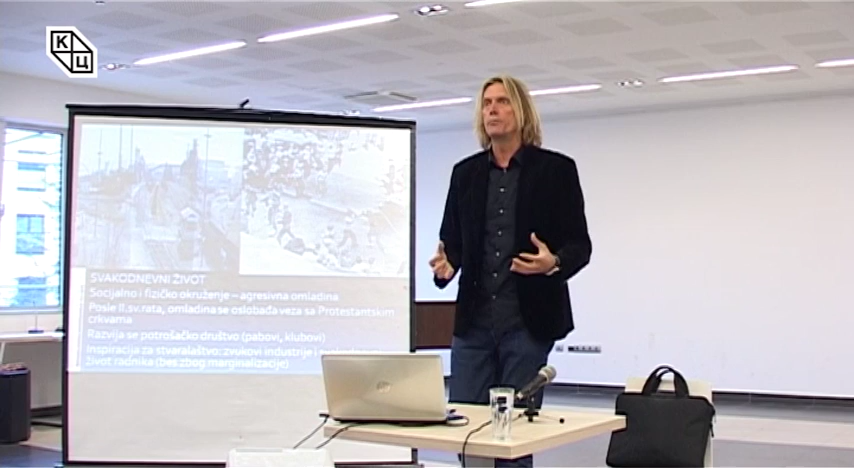 К
Ц
SVAKODNEVNI ŽIVOT
Socijalno i fizičko okruženje – agresivna omladina
Posle II.sv.rata, omladina se oslobađa veza sa Protestantskim
crkvama
Razvija se potrošačko društvo (pabovi, klubovi)
Inspiracija za stvaralaštvo: zvukovi industrije i
život radnika (bes zbog marginalizacije)
hp